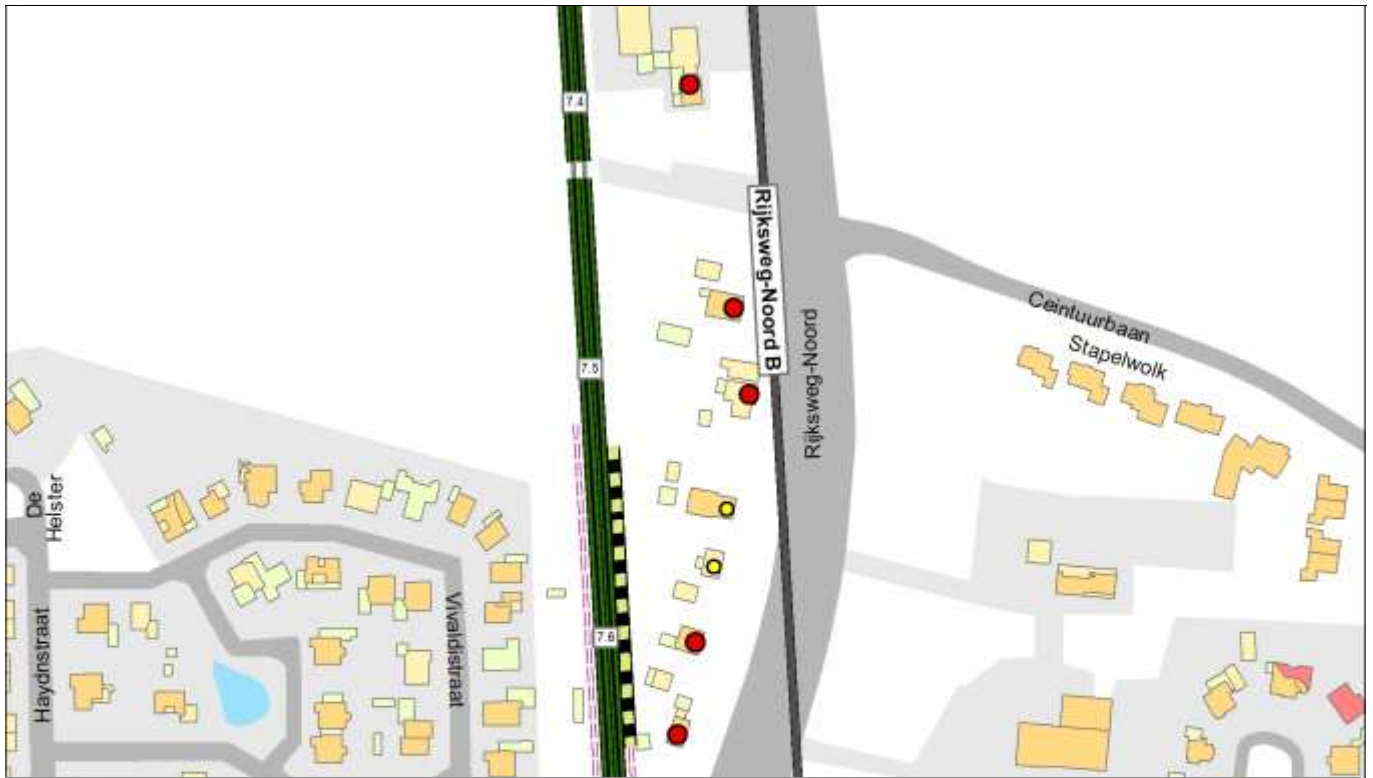 7.4
Rijksweg-Noord B
Rijksweg-Noord
Ceintuurbaan
Stapelwolk
7.5
De
Helster
Haydnstraat
Vivaldistraat
7.6